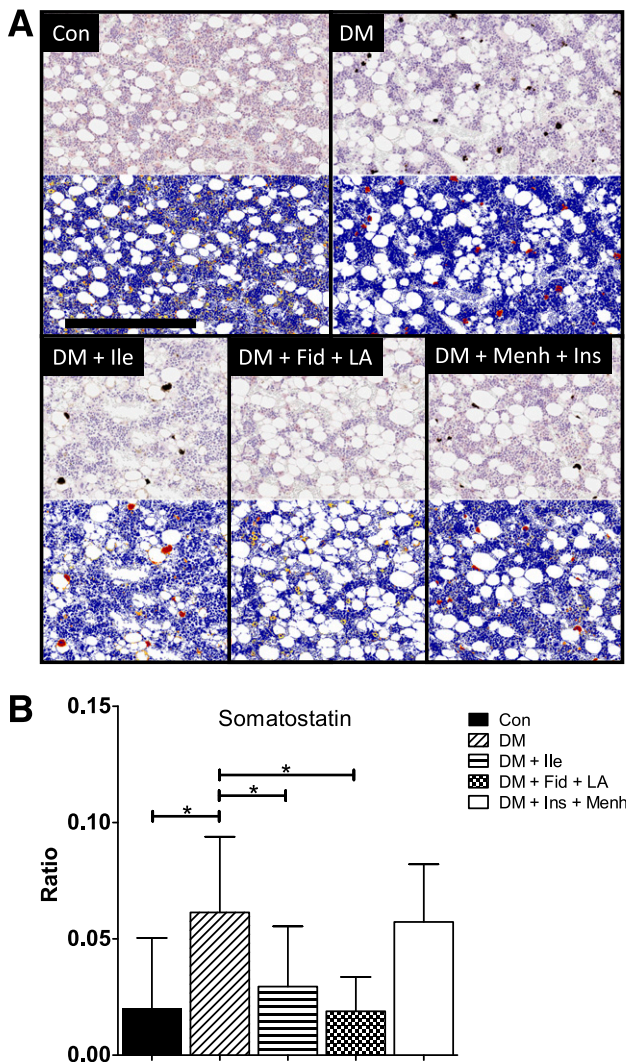 A
Con
DM
DM + Ile
DM + Fid + LA
DM + Menh + Ins
B
Somatostatin
Ratio
0.15
0.10
0.05
0.00
*
*
*
Con
DM
DM + Ile
DM + Fid + LA
DM + Ins + Menh